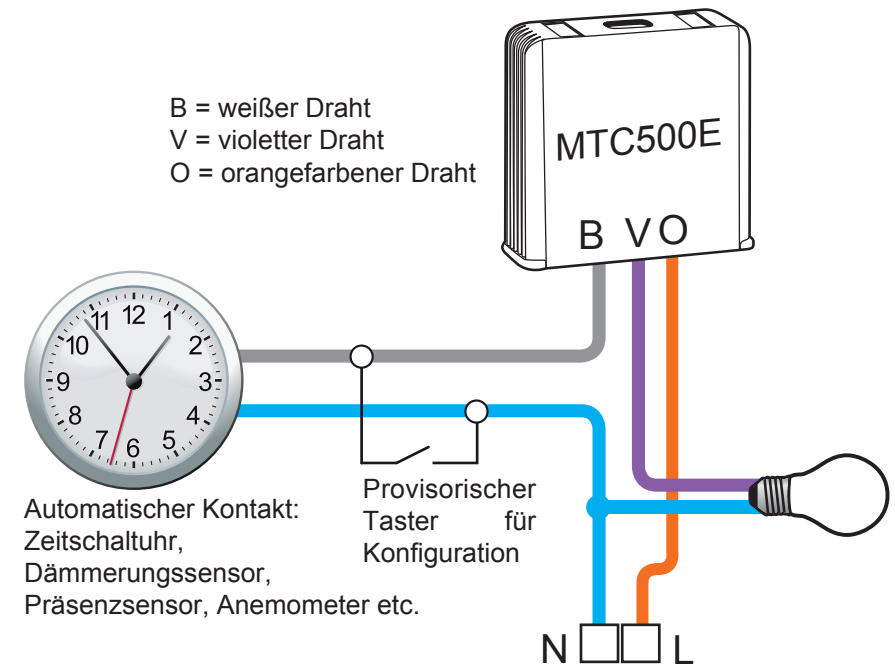 B = weißer Draht
V = violetter Draht
O = orangefarbener Draht
MTC500E
B V O
12
1
2
3
4
5
6
7
8
9
10
11
Automatischer Kontakt:
Zeitschaltuhr,
Dämmerungssensor,
Präsenzsensor, Anemometer etc.
Provisorischer
Taster für
Konfiguration
N L